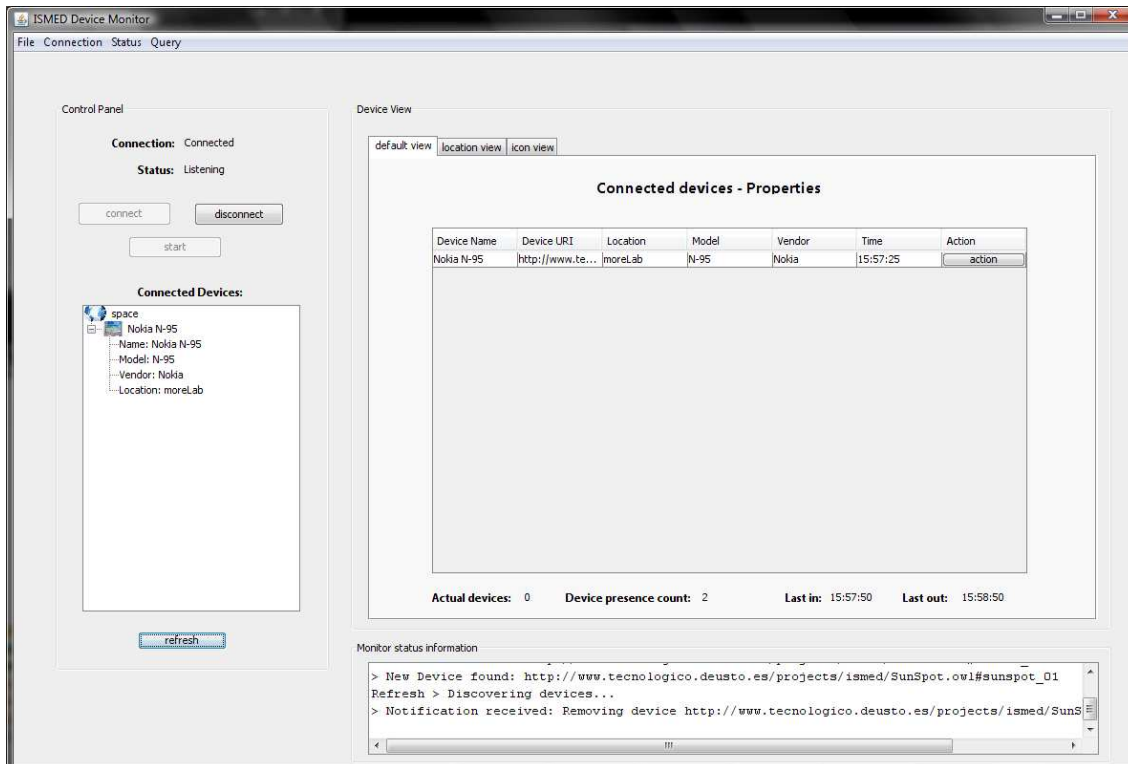 ISMED Device Monitor
File Connection Status Query
Control Panel
Connection: Connected
Status: Listening
connect disconnect
start
Connected Devices:
space
Nokia N-95
Name: Nokia N-95
Model: N-95
Vendor: Nokia
Location: moreLab
refresh
Device View
default view location view icon view
Connected devices - Properties
Device Name Device URI Location Model Vendor Time Action
Nokia N-95 http://www.te... moreLab N-95 Nokia 15:57:25 action
Actual devices: 0 Device presence count: 2 Last in: 15:57:50 Last out: 15:58:50
Monitor status information
> New Device found: http://www.tecnologico.deusto.es/projects/ismed/SunSpot.owl#sunspot_01
Refresh > Discovering devices...
> Notification received: Removing device http://www.tecnologico.deusto.es/projects/ismed/SunS